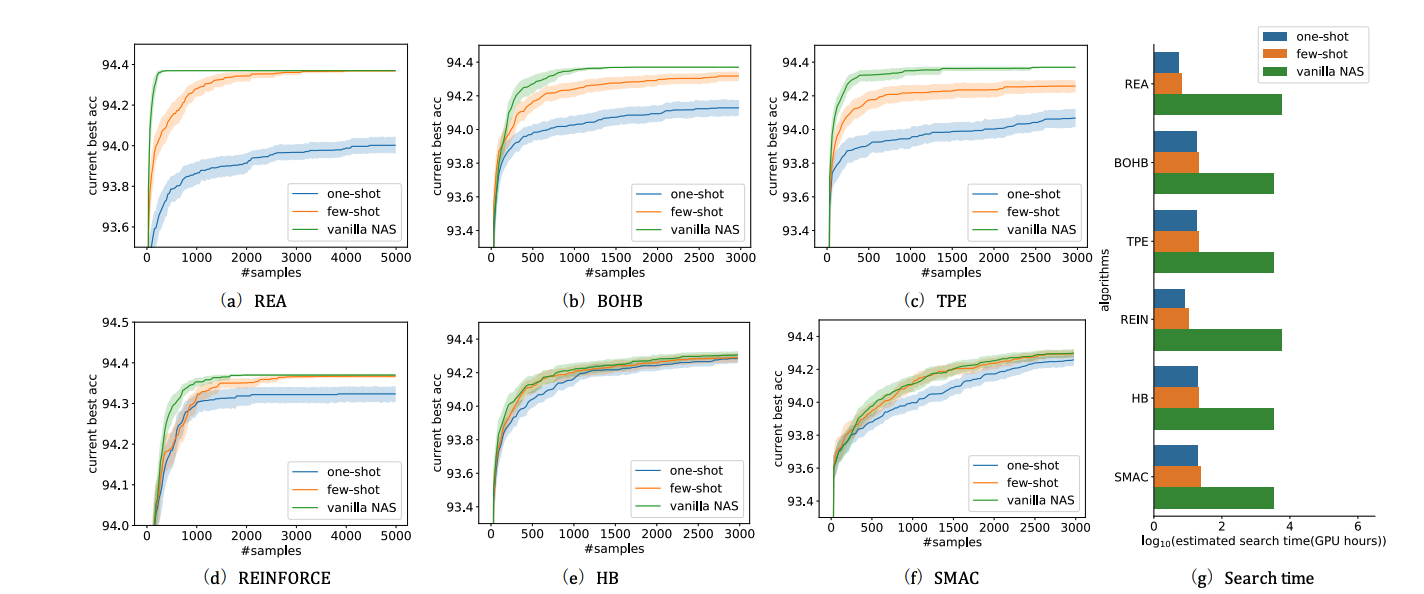 94.4
94.2
94.0
93.8
93.6
current best acc
0
1000
2000
3000
4000
5000
#samples
one-shot
few-shot
vanilla NAS
(a) REA
94.4
94.2
94.0
93.8
93.6
93.4
current best acc
0
500
1000
1500
2000
2500
3000
#samples
one-shot
few-shot
vanilla NAS
(b) BOHB
94.4
94.2
94.0
93.8
93.6
93.4
current best acc
0
500
1000
1500
2000
2500
3000
#samples
one-shot
few-shot
vanilla NAS
(c) TPE
94.5
94.4
94.3
94.2
94.1
94.0
current best acc
0
1000
2000
3000
4000
5000
#samples
one-shot
few-shot
vanilla NAS
(d) REINFORCE
94.4
94.2
94.0
93.8
93.6
93.4
current best acc
0
500
1000
1500
2000
2500
3000
#samples
one-shot
few-shot
vanilla NAS
(e) HB
94.4
94.2
94.0
93.8
93.6
93.4
current best acc
0
500
1000
1500
2000
2500
3000
#samples
one-shot
few-shot
vanilla NAS
(f) SMAC
one-shot
few-shot
vanilla NAS
REA
BOHB
TPE
REIN
HB
SMAC
algorithms
0
2
4
6
log₁₀(estimated search time(GPU hours))
(g) Search time